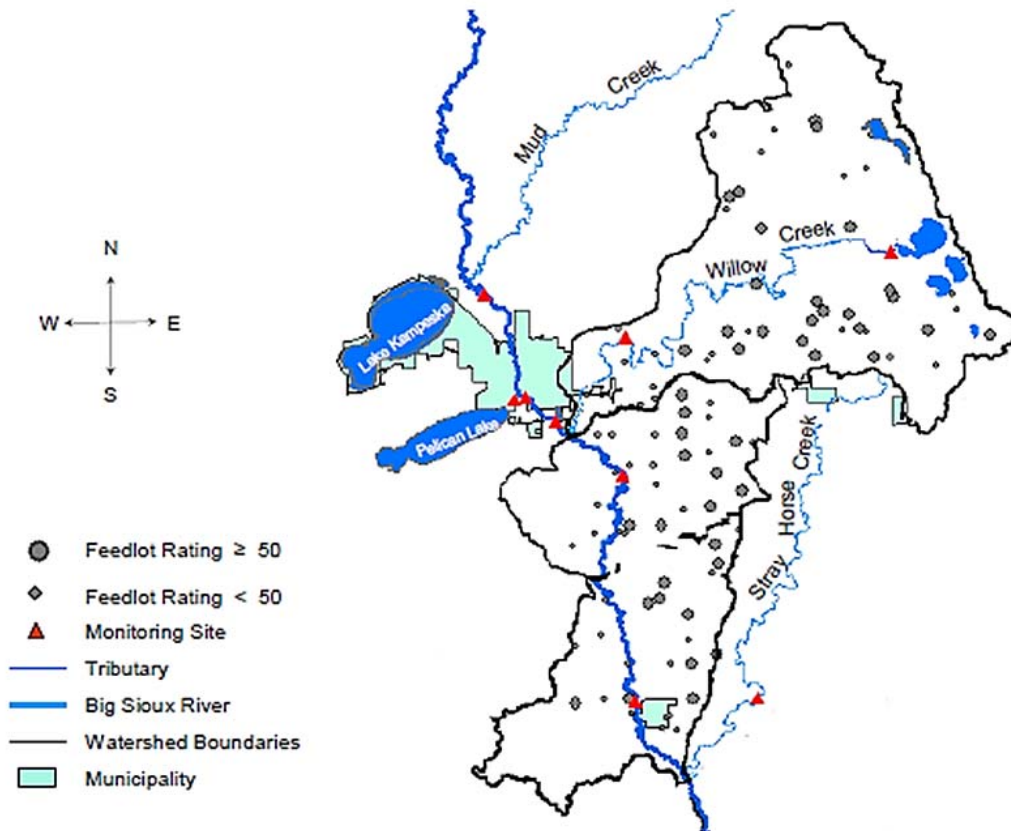 Mud Creek
Willow Creek
N
W E
S
Lake Kampeska
Pelican Lake
Stray Horse Creek
Feedlot Rating ≥ 50
Feedlot Rating < 50
Monitoring Site
Tributary
Big Sioux River
Watershed Boundaries
Municipality